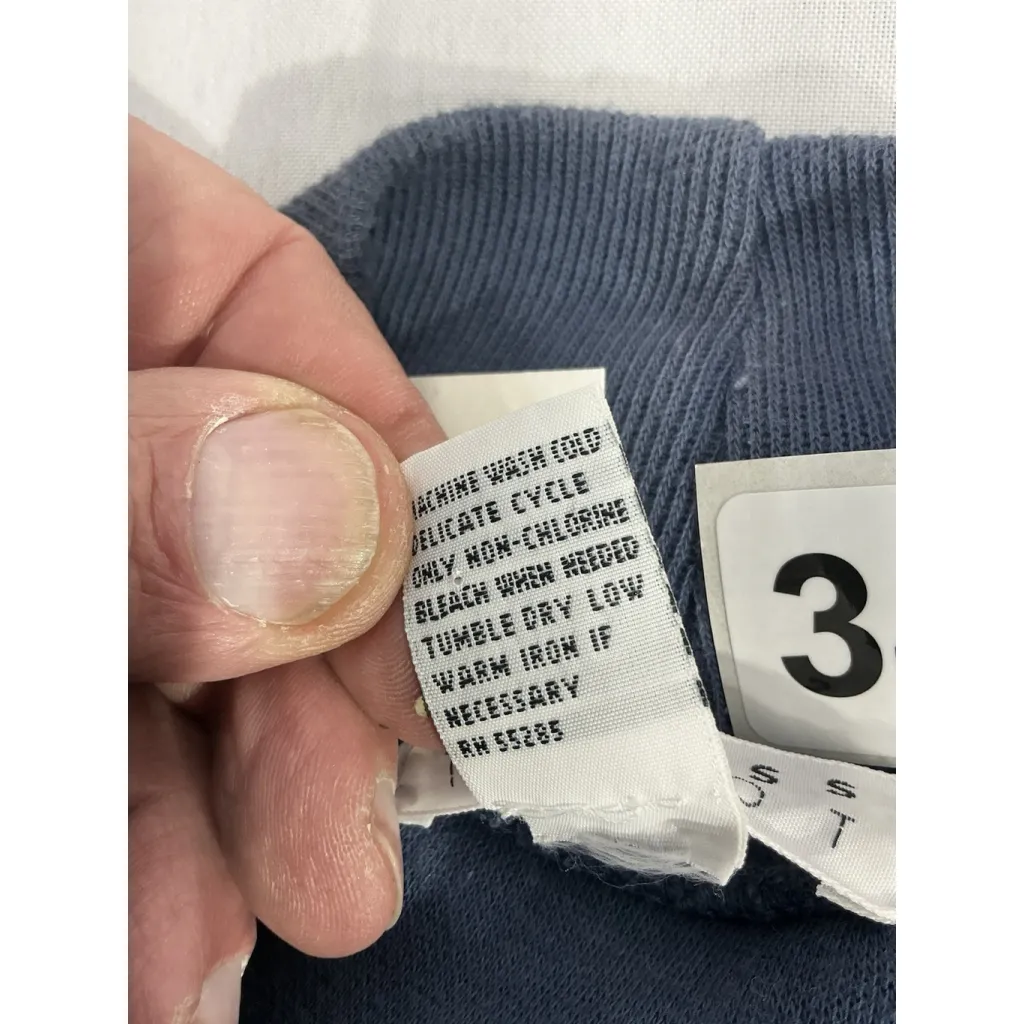 MACHINE WASH COLD
DELICATE CYCLE
ONLY NON-CHLORINE
BLEACH WHEN NEEDED
TUMBLE DRY LOW
WARM IRON IF
NECESSARY
RN 55285
3
S
S
T